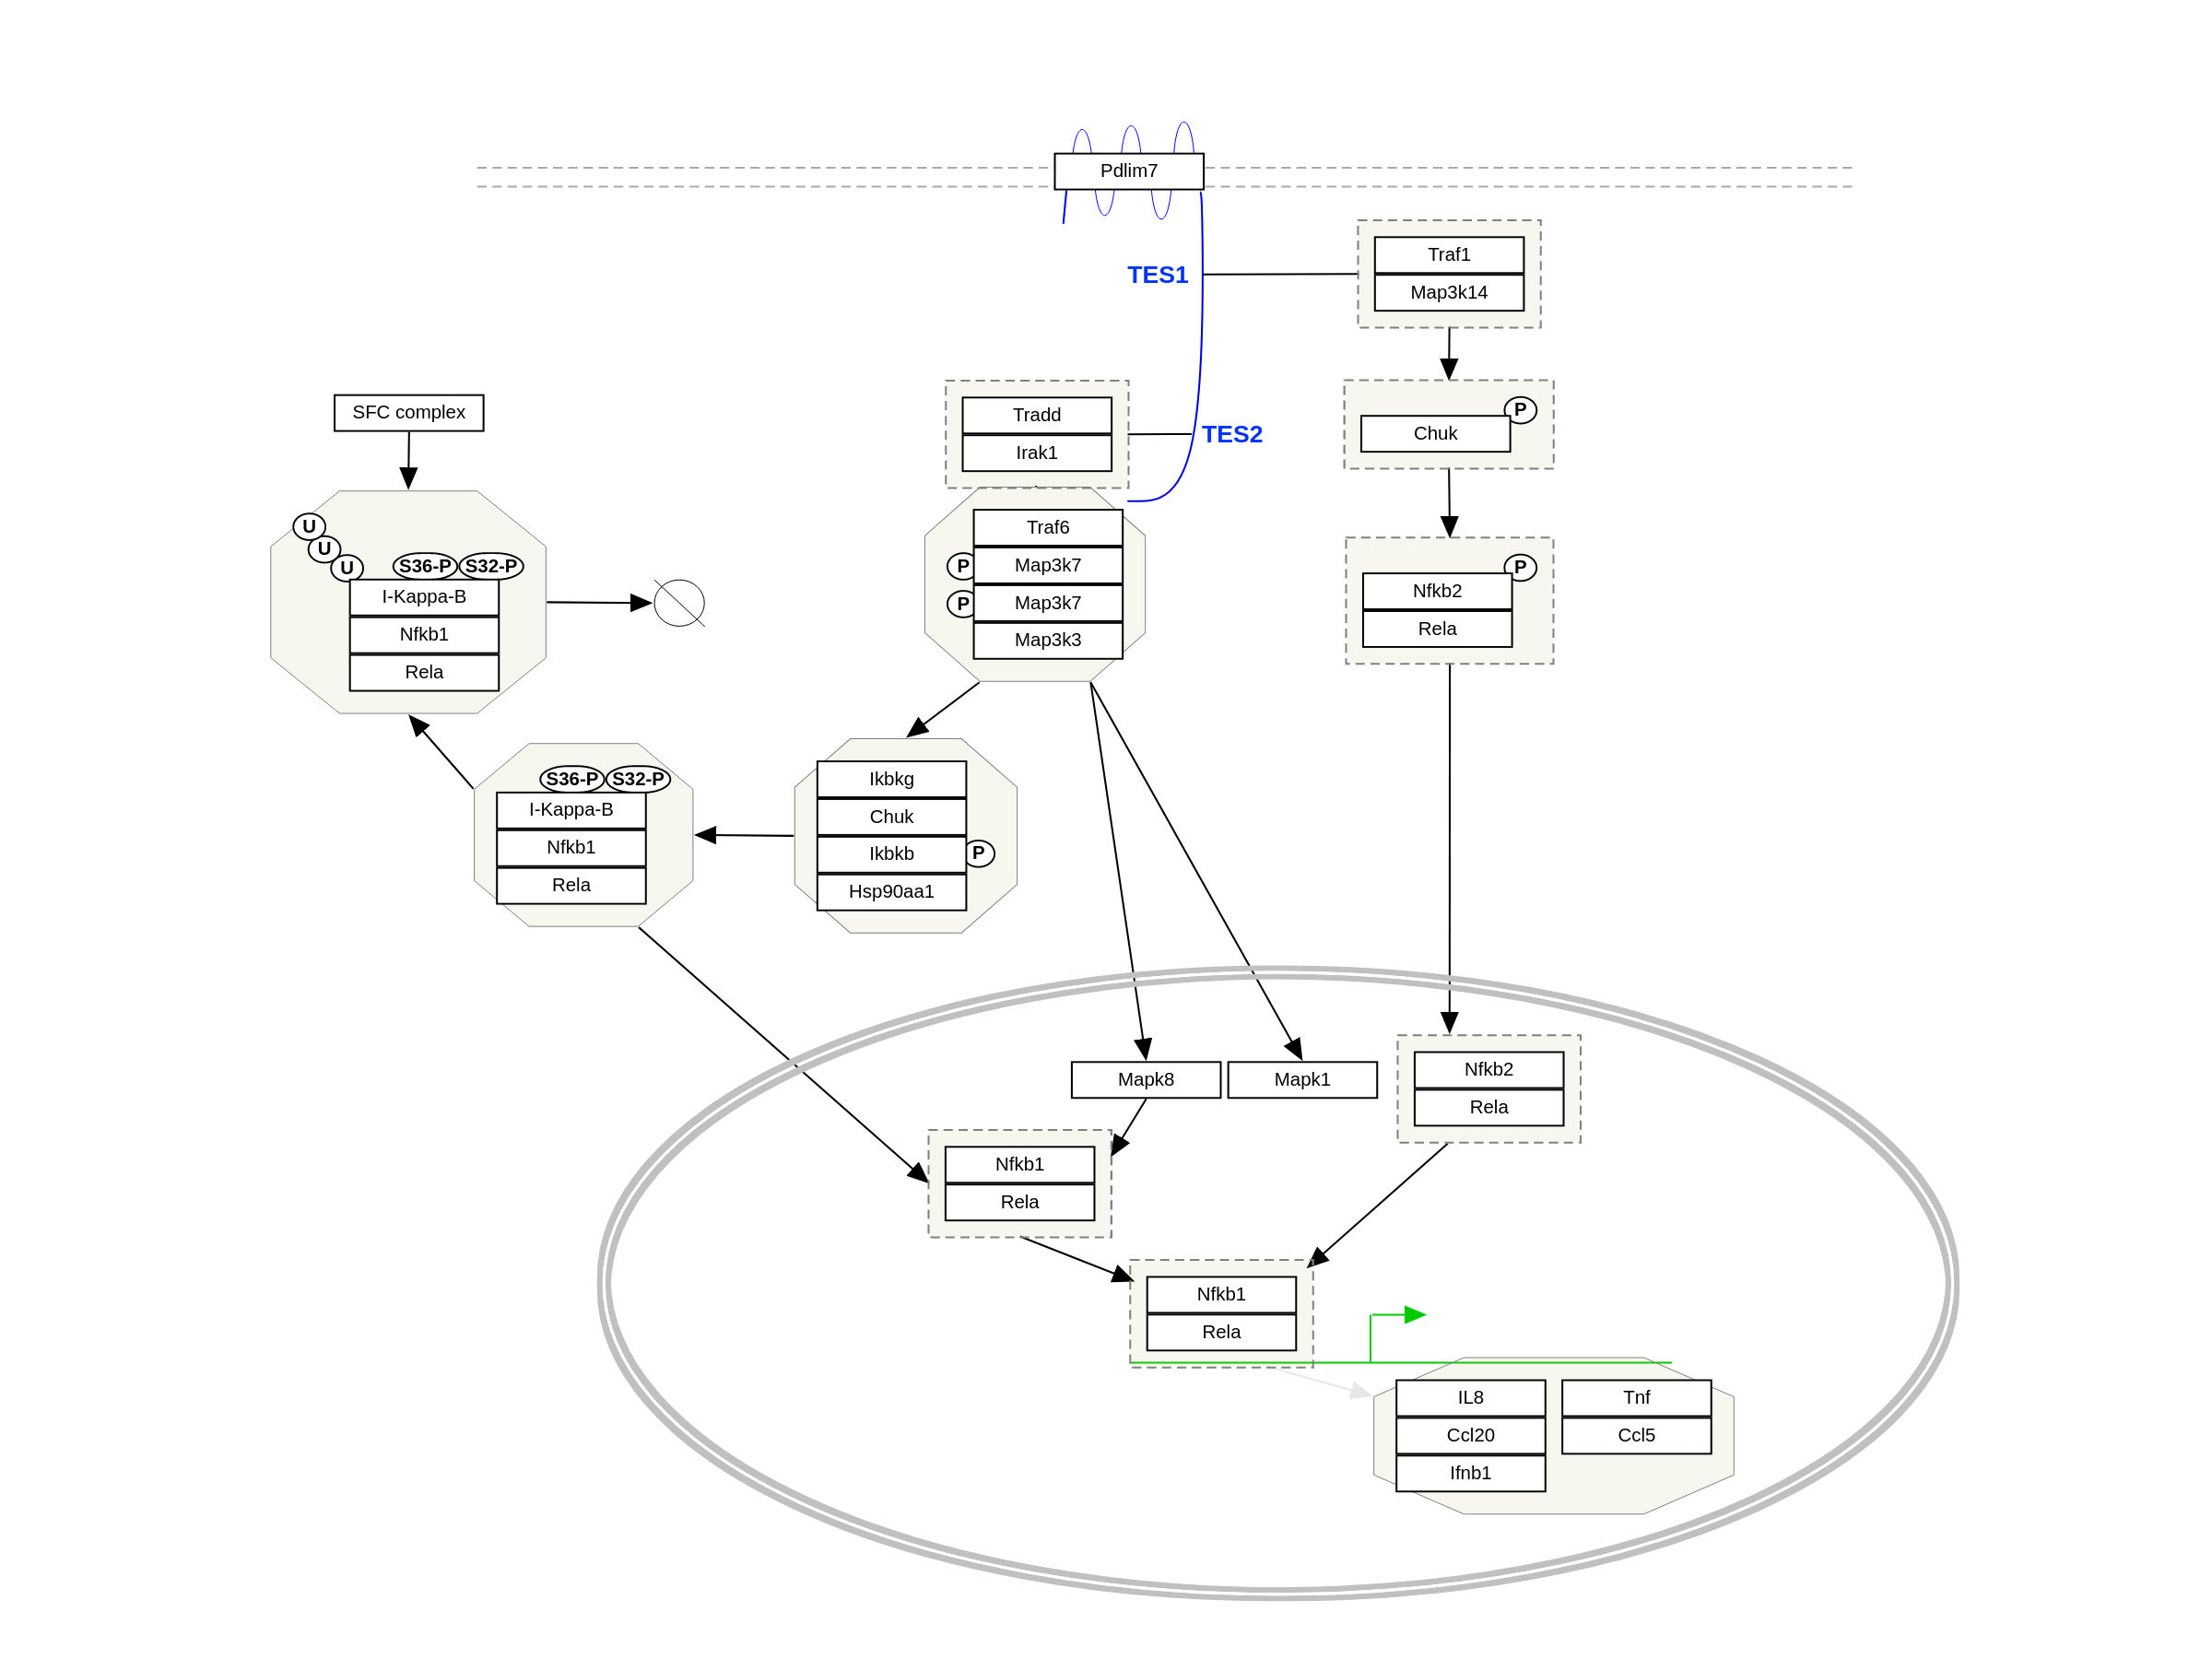 Pdlim7
TES1
Traf1
Map3k14
P
Chuk
P
Nfkb2
Rela
TES2
Tradd
Irak1
Traf6
P
Map3k7
P
Map3k7
Map3k3
SFC complex
U
U
U
S36-P S32-P
I-Kappa-B
Nfkb1
Rela
S36-P S32-P
I-Kappa-B
Nfkb1
Rela
Ikbkg
Chuk
Ikbkb P
Hsp90aa1
Mapk8
Mapk1
Nfkb2
Rela
Nfkb1
Rela
Nfkb1
Rela
IL8
Ccl20
Ifnb1
Tnf
Ccl5